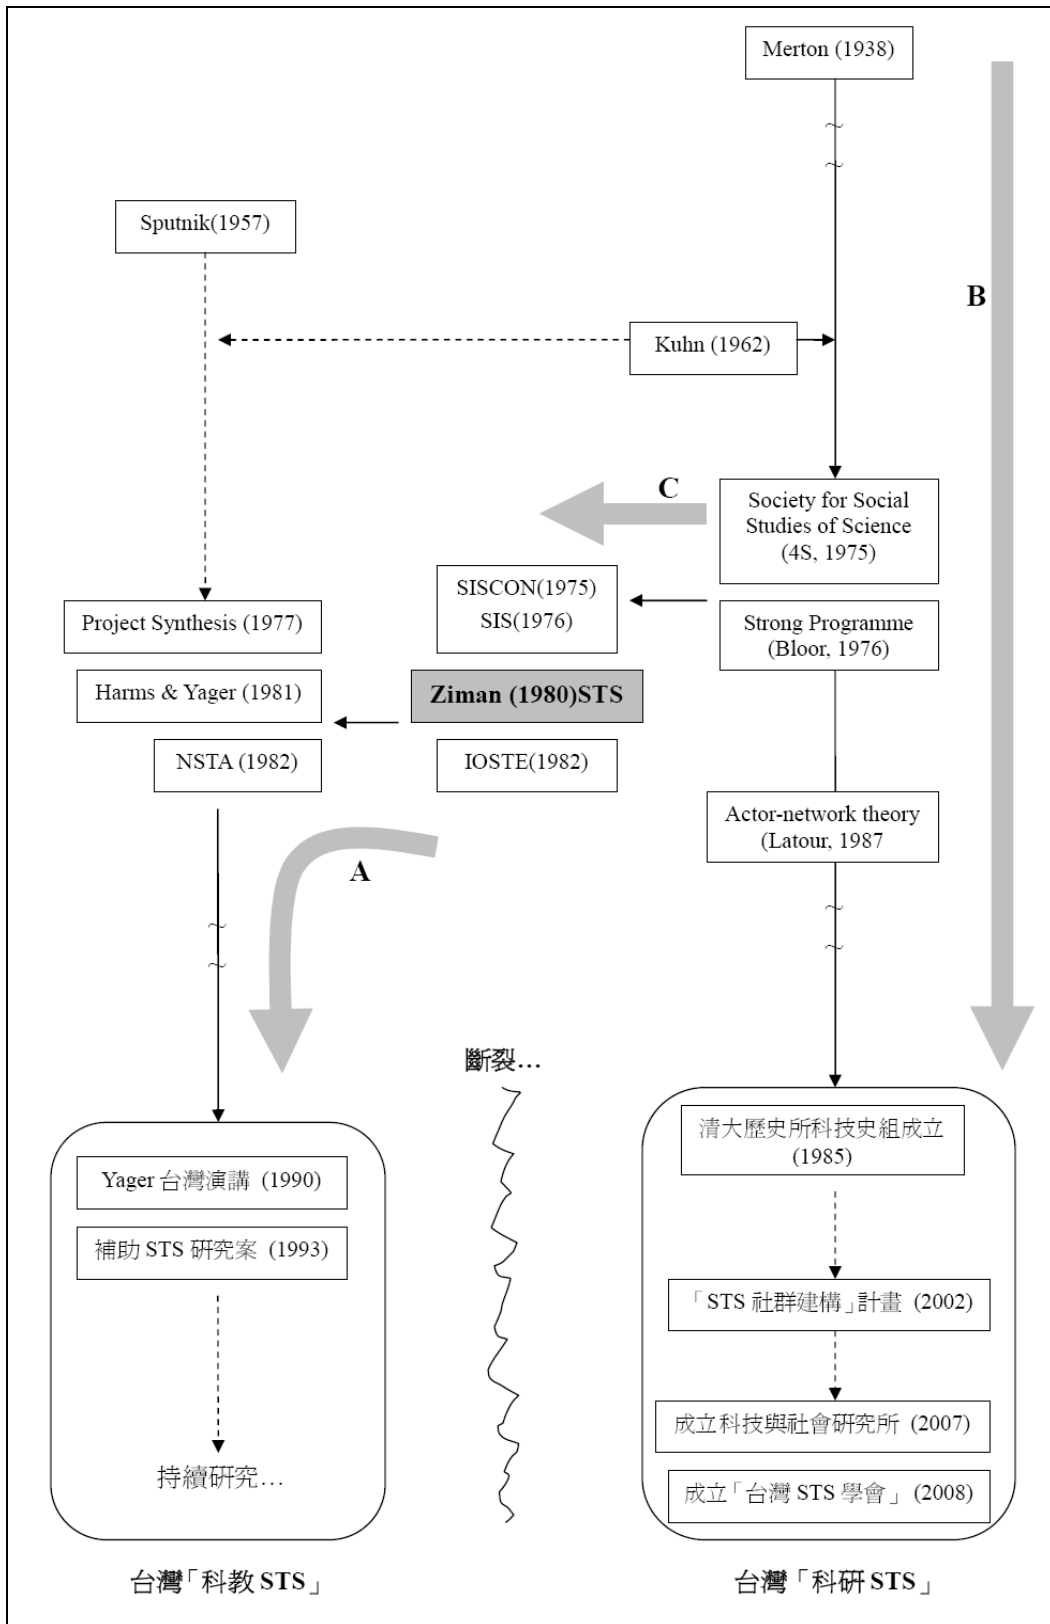 Merton (1938)
Sputnik(1957)
B
Kuhn (1962)
C
Society for Social
Studies of Science
(4S, 1975)
SISCON(1975)
SIS(1976)
Project Synthesis (1977)
Strong Programme
(Bloor, 1976)
Harms & Yager (1981)
Ziman (1980)STS
NSTA (1982)
IOSTE(1982)
Actor-network theory
(Latour, 1987
A
~
~
~
~
~
~
斷裂…
清大歷史所科技史組成立
(1985)
Yager 台灣演講 (1990)
補助 STS 研究案 (1993)
「STS 社群建構」計畫 (2002)
成立科技與社會研究所 (2007)
持續研究…
成立「台灣 STS 學會」 (2008)
台灣「科教 STS」
台灣「科研 STS」